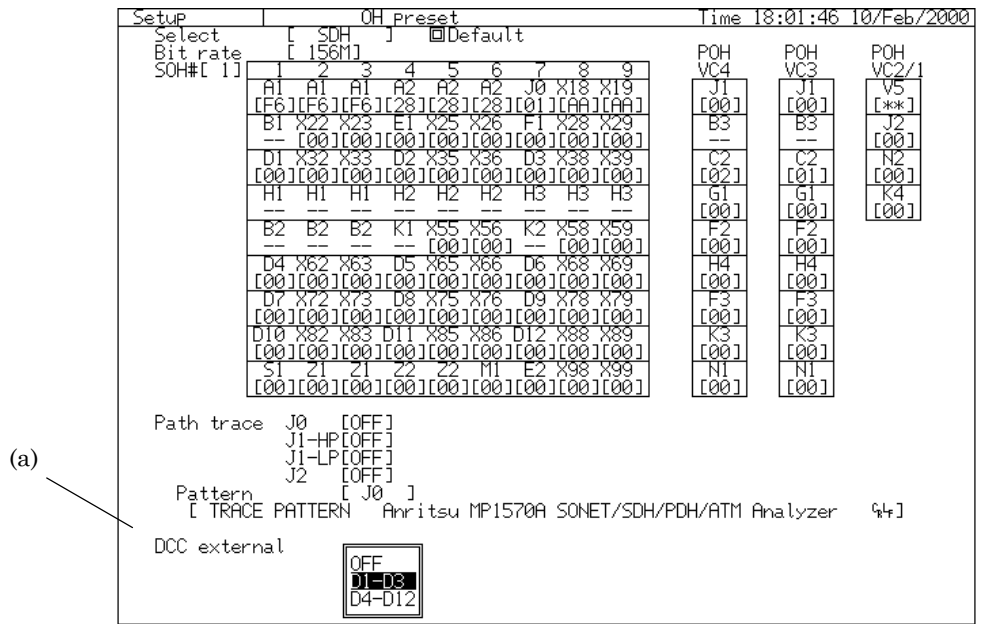 Setup OH preset Time 18:01:46 10/Feb/2000
Select [ SDH ] Default
Bit rate [ 156M] POH POH POH
SOH#[ 1] 1 2 3 4 5 6 7 8 9 VC4 VC3 VC2/1
A1 A1 A1 A2 A2 A2 J0 X18 X19 J1 J1 V5
[F6][F6][F6][28][28][28][01][AA][AA] [00] [00] [**]
B1 X22 X23 E1 X25 X26 F1 X28 X29 B3 B3 J2
-- [00][00][00][00][00][00][00][00] -- -- [00]
D1 X32 X33 D2 X35 X36 D3 X38 X39 C2 C2 N2
[00][00][00][00][00][00][00][00][00] [02] [01] [00]
H1 H1 H1 H2 H2 H2 H3 H3 H3 G1 G1 K4
-- -- -- -- -- -- -- -- -- [00] [00] [00]
B2 B2 B2 K1 X55 X56 K2 X58 X59 F2 F2
-- -- -- -- [00][00] -- [00][00] [00] [00]
D4 X62 X63 D5 X65 X66 D6 X68 X69 H4 H4
[00][00][00][00][00][00][00][00][00] [00] [00]
D7 X72 X73 D8 X75 X76 D9 X78 X79 F3 F3
[00][00][00][00][00][00][00][00][00] [00] [00]
D10 X82 X83 D11 X85 X86 D12 X88 X89 K3 K3
[00][00][00][00][00][00][00][00][00] [00] [00]
S1 Z1 Z1 Z2 Z2 M1 E2 X98 X99 N1 N1
[00][00][00][00][00][00][00][00][00] [00] [00]
Path trace J0 [OFF]
J1-HP[OFF]
J1-LP[OFF]
(a)
J2 [OFF]
Pattern [ J0 ]
[ TRACE PATTERN Anritsu MP1570A SONET/SDH/PDH/ATM Analyzer ␍␊]
DCC external
OFF
D1-D3
D4-D12